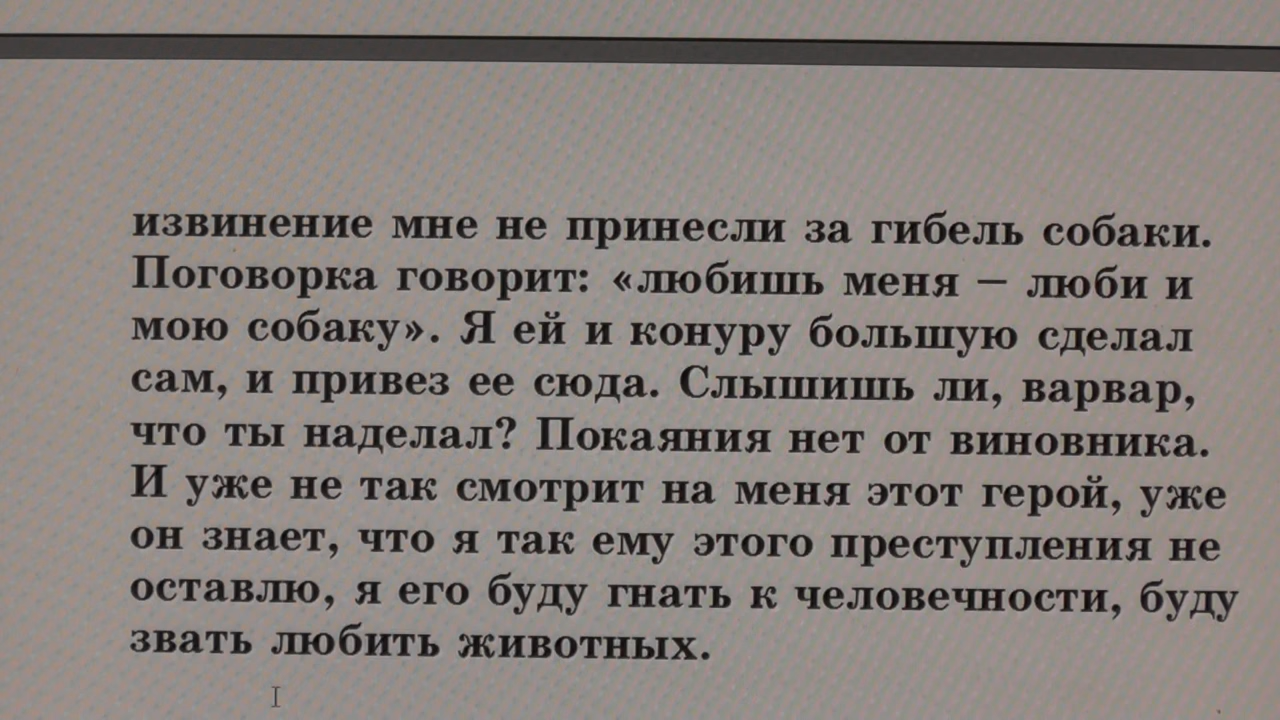 извинение мне не принесли за гибель собаки.
Поговорка говорит: «любишь меня — люби и
мою собаку». Я ей и конуру большую сделал
сам, и привез ее сюда. Слышишь ли, варвар,
что ты наделал? Покаяния нет от виновника.
И уже не так смотрит на меня этот герой, уже
он знает, что я так ему этого преступления не
оставлю, я его буду гнать к человечности, буду
звать любить животных.